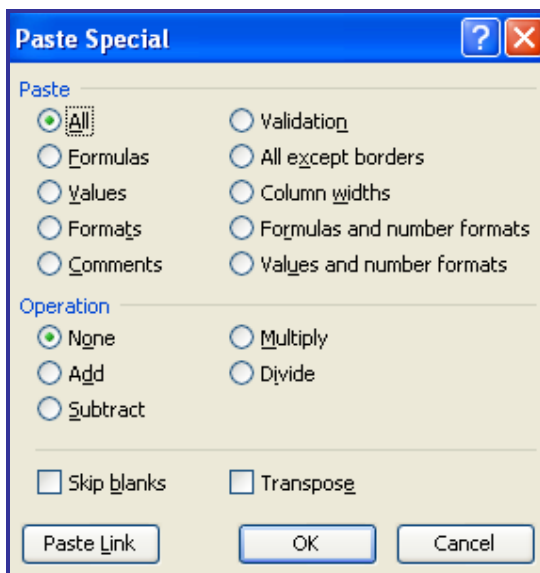 Paste Special
Paste
All
Validation
Formulas
All except borders
Values
Column widths
Formats
Formulas and number formats
Comments
Values and number formats
Operation
None
Multiply
Add
Divide
Subtract
Skip blanks
Transpose
Paste Link
OK
Cancel